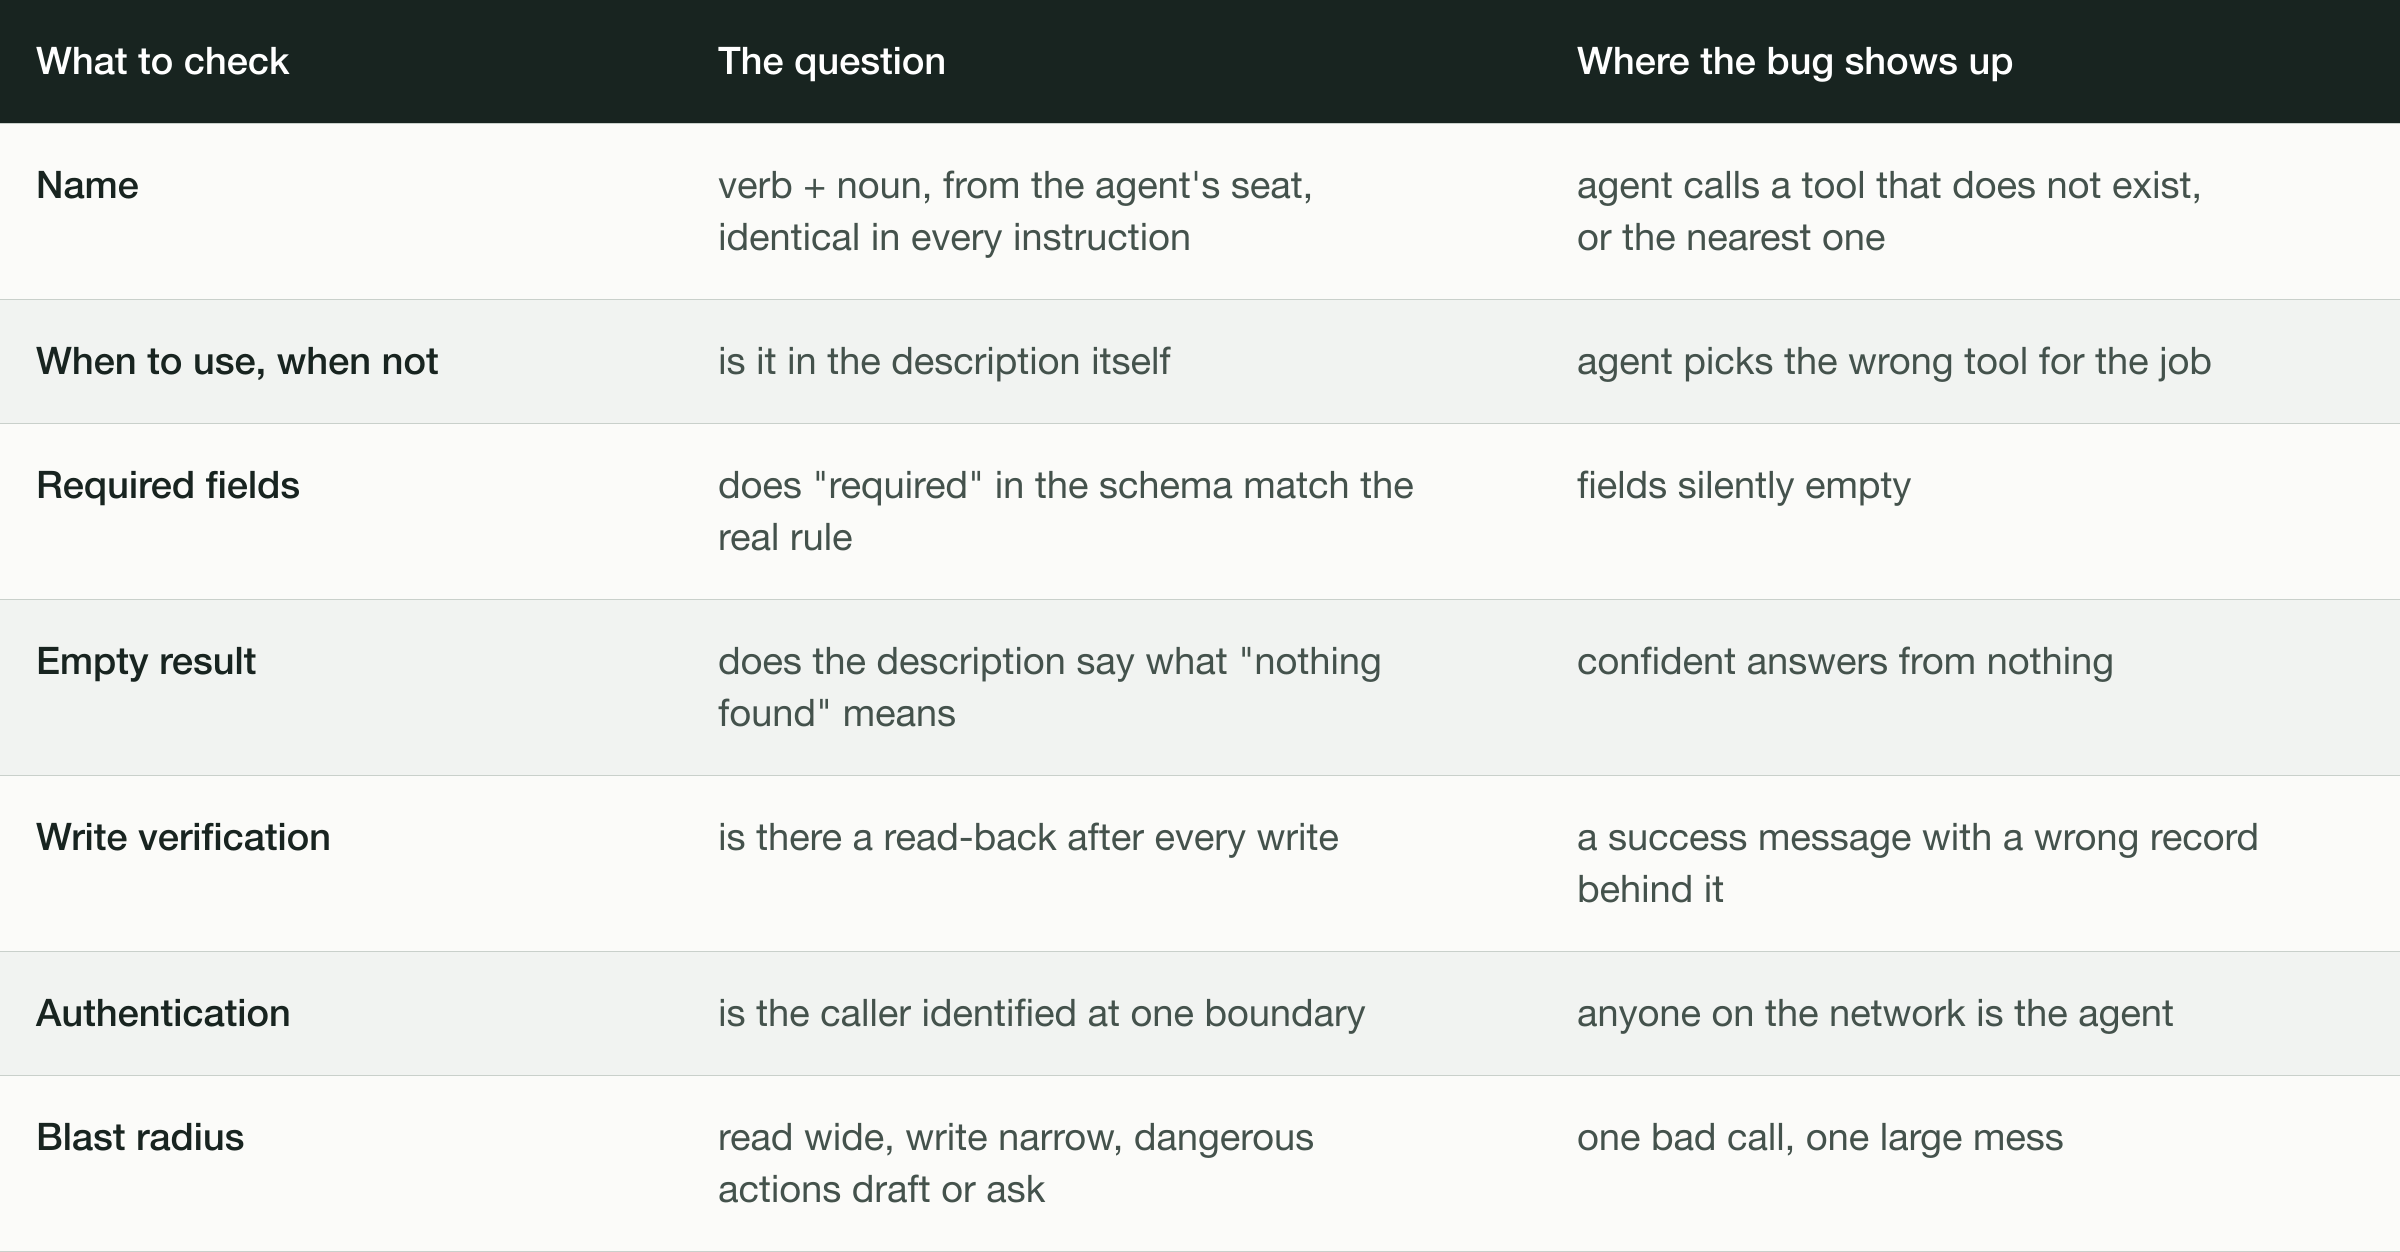 What to check
The question
Where the bug shows up
Name
verb + noun, from the agent's seat,
identical in every instruction
agent calls a tool that does not exist,
or the nearest one
When to use, when not
is it in the description itself
agent picks the wrong tool for the job
Required fields
does "required" in the schema match the
real rule
fields silently empty
Empty result
does the description say what "nothing
found" means
confident answers from nothing
Write verification
is there a read-back after every write
a success message with a wrong record
behind it
Authentication
is the caller identified at one boundary
anyone on the network is the agent
Blast radius
read wide, write narrow, dangerous
actions draft or ask
one bad call, one large mess